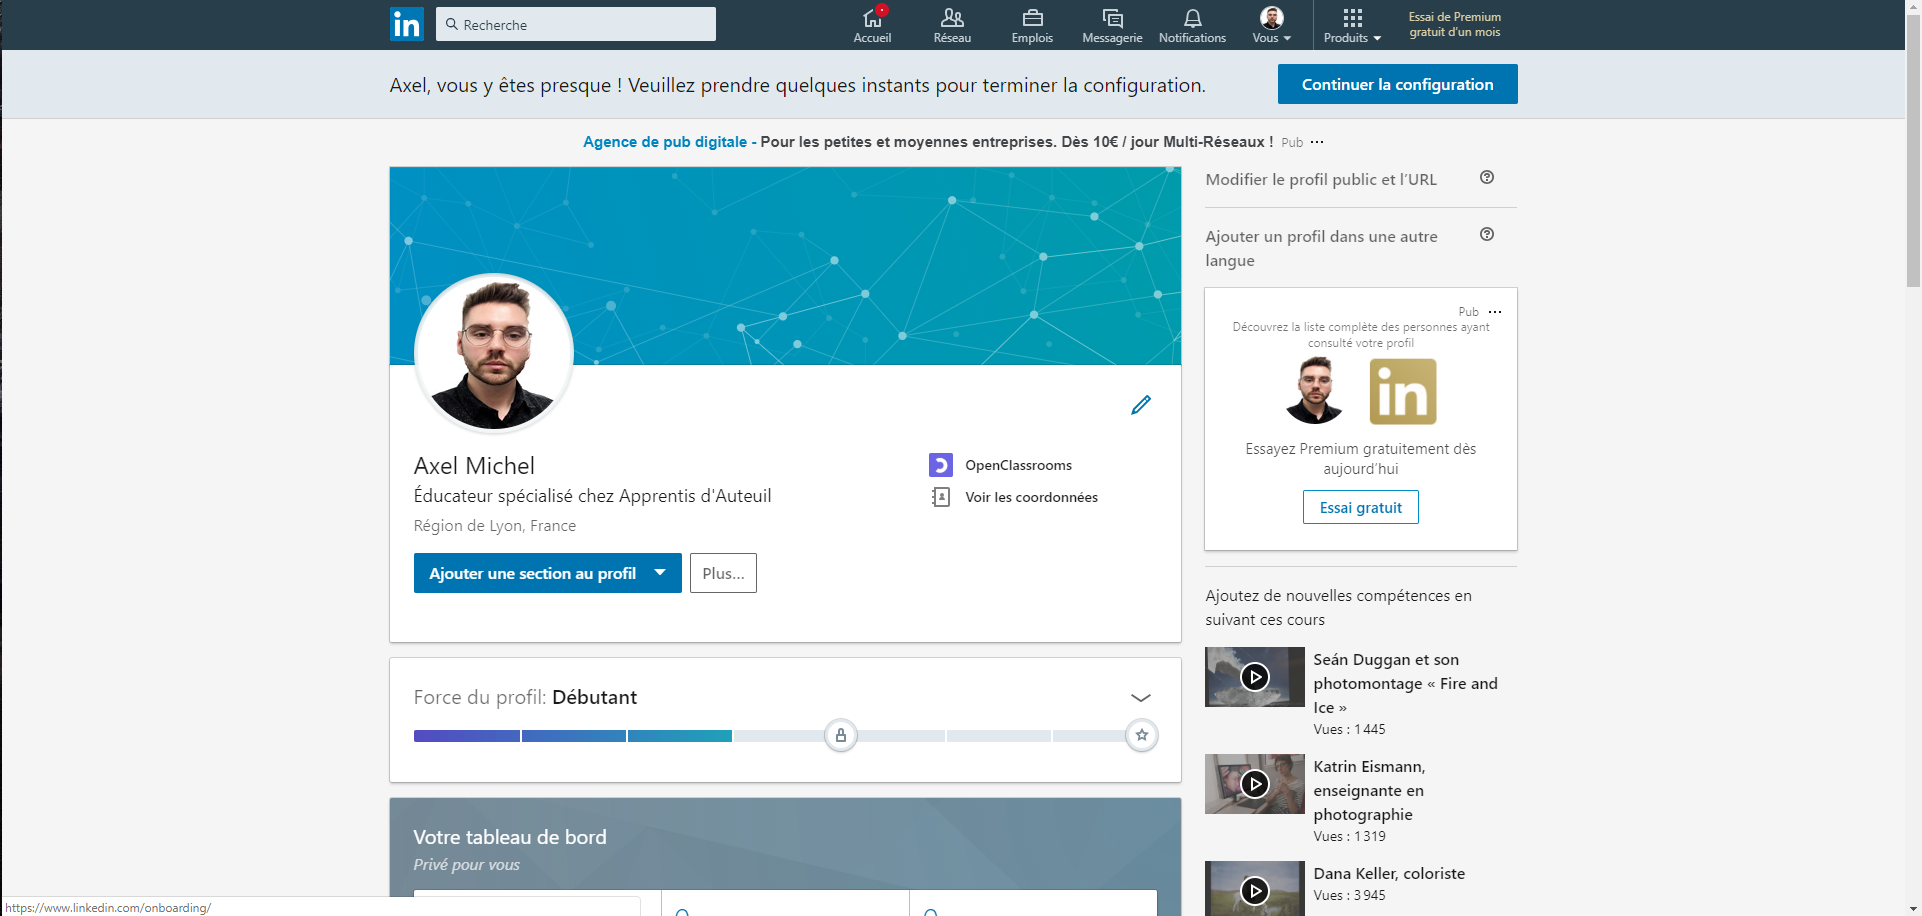 in
Recherche
Accueil
Réseau
Emplois
Messagerie
Notifications
Vous
Produits
Essai de Premium
gratuit d'un mois
Axel, vous y êtes presque ! Veuillez prendre quelques instants pour terminer la configuration.
Continuer la configuration
Agence de pub digitale - Pour les petites et moyennes entreprises. Dès 10€ / jour Multi-Réseaux ! Pub ...
Axel Michel
Éducateur spécialisé chez Apprentis d'Auteuil
Région de Lyon, France
OpenClassrooms
Voir les coordonnées
Ajouter une section au profil
Plus...
Force du profil: Débutant
Votre tableau de bord
Privé pour vous
Modifier le profil public et l'URL
Ajouter un profil dans une autre
langue
Pub ...
Découvrez la liste complète des personnes ayant
consulté votre profil
in
Essayez Premium gratuitement dès
aujourd'hui
Essai gratuit
Ajoutez de nouvelles compétences en
suivant ces cours
Seán Duggan et son
photomontage « Fire and
Ice »
Vues : 1 445
Katrin Eismann,
enseignante en
photographie
Vues : 1 319
Dana Keller, coloriste
Vues : 3 945
https://www.linkedin.com/onboarding/